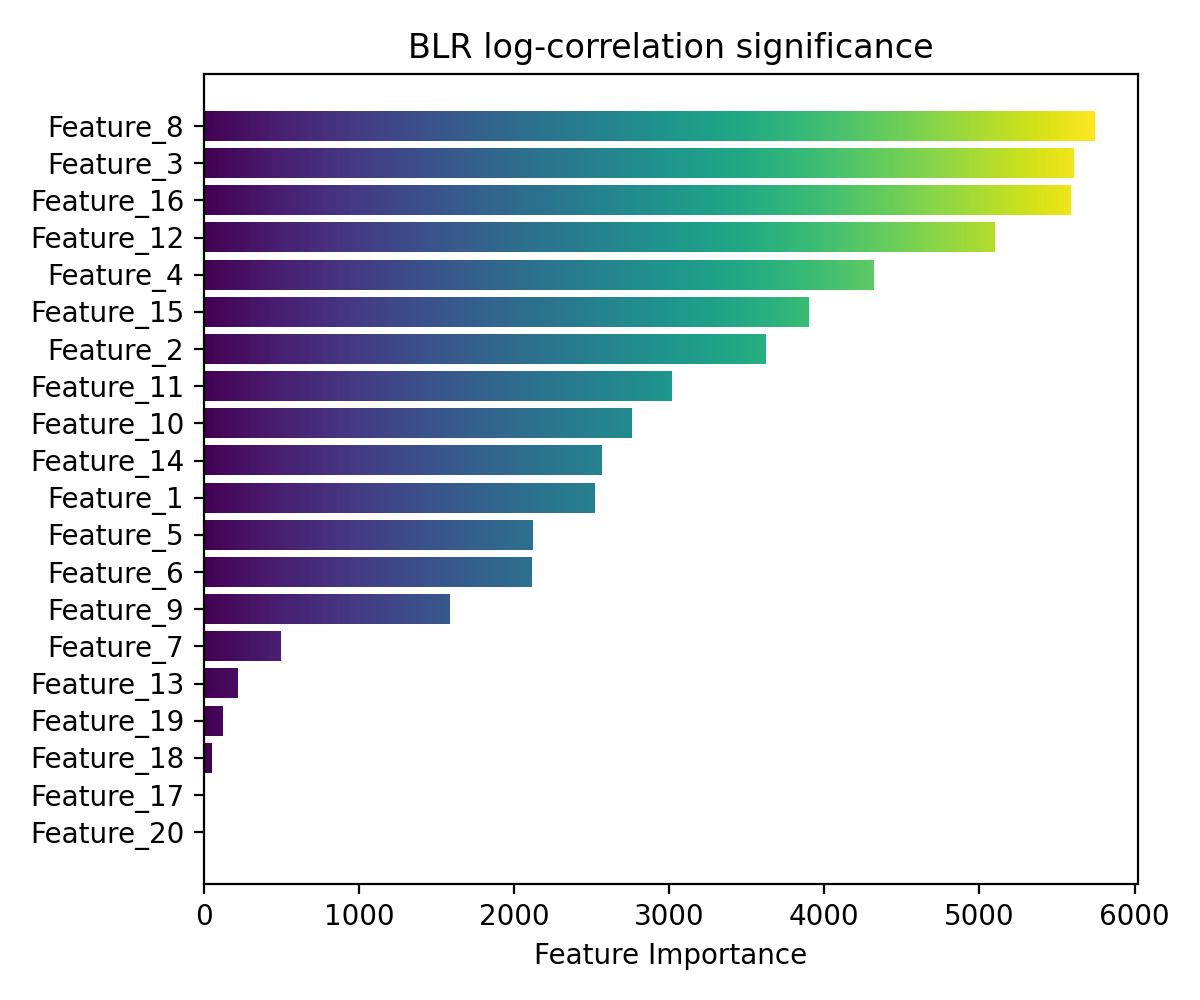 BLR log-correlation significance
Feature_8
Feature_3
Feature_16
Feature_12
Feature_4
Feature_15
Feature_2
Feature_11
Feature_10
Feature_14
Feature_1
Feature_5
Feature_6
Feature_9
Feature_7
Feature_13
Feature_19
Feature_18
Feature_17
Feature_20
0 1000 2000 3000 4000 5000 6000
Feature Importance